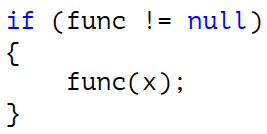 if (func != null)
{
    func(x);
}